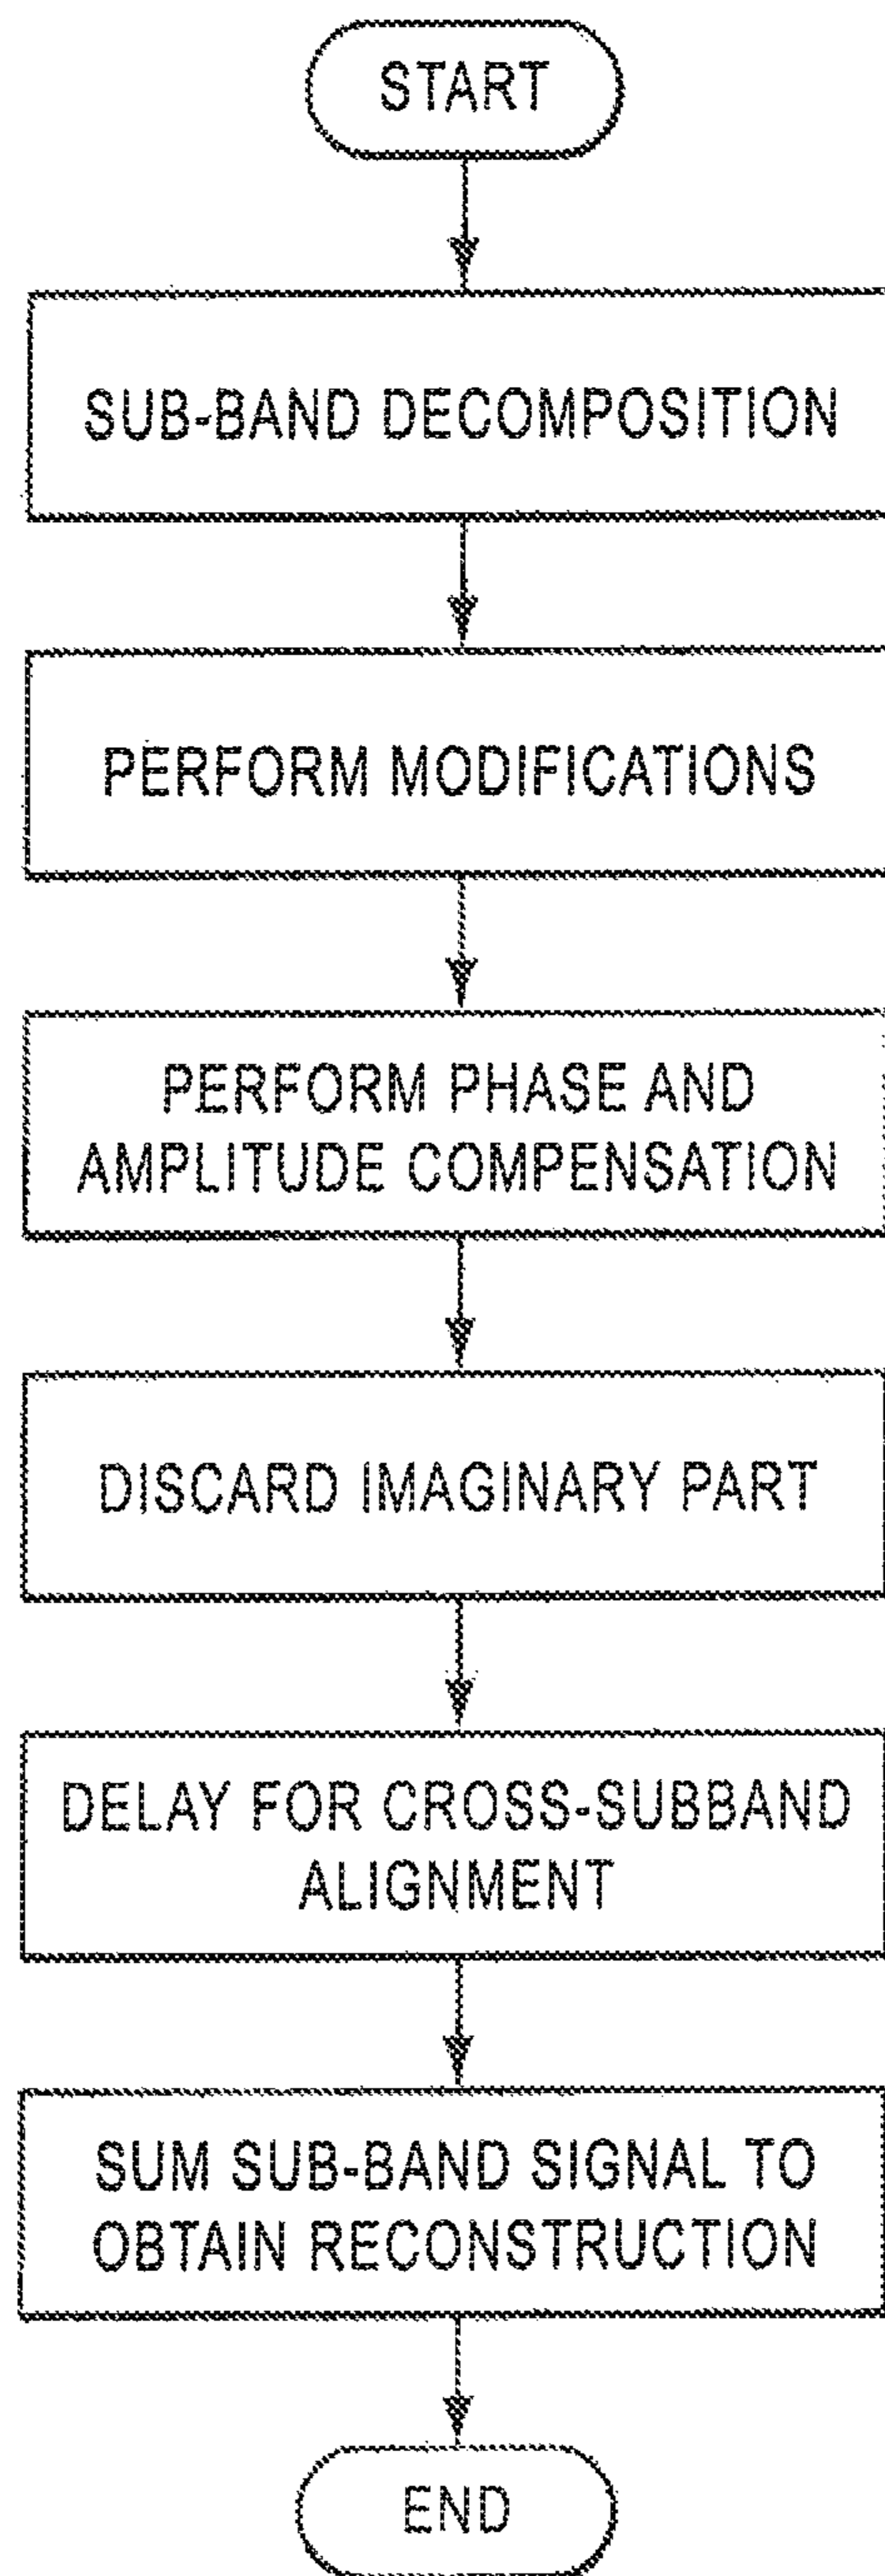 START
SUB-BAND DECOMPOSITION
PERFORM MODIFICATIONS
PERFORM PHASE AND
AMPLITUDE COMPENSATION
DISCARD IMAGINARY PART
DELAY FOR CROSS-SUBBAND
ALIGNMENT
SUM SUB-BAND SIGNAL TO
OBTAIN RECONSTRUCTION
END